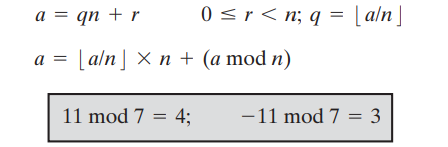 a = qn + r 0 ≤ r < n; q = ⌊a/n⌋
a = ⌊a/n⌋ × n + (a mod n)
11 mod 7 = 4; −11 mod 7 = 3